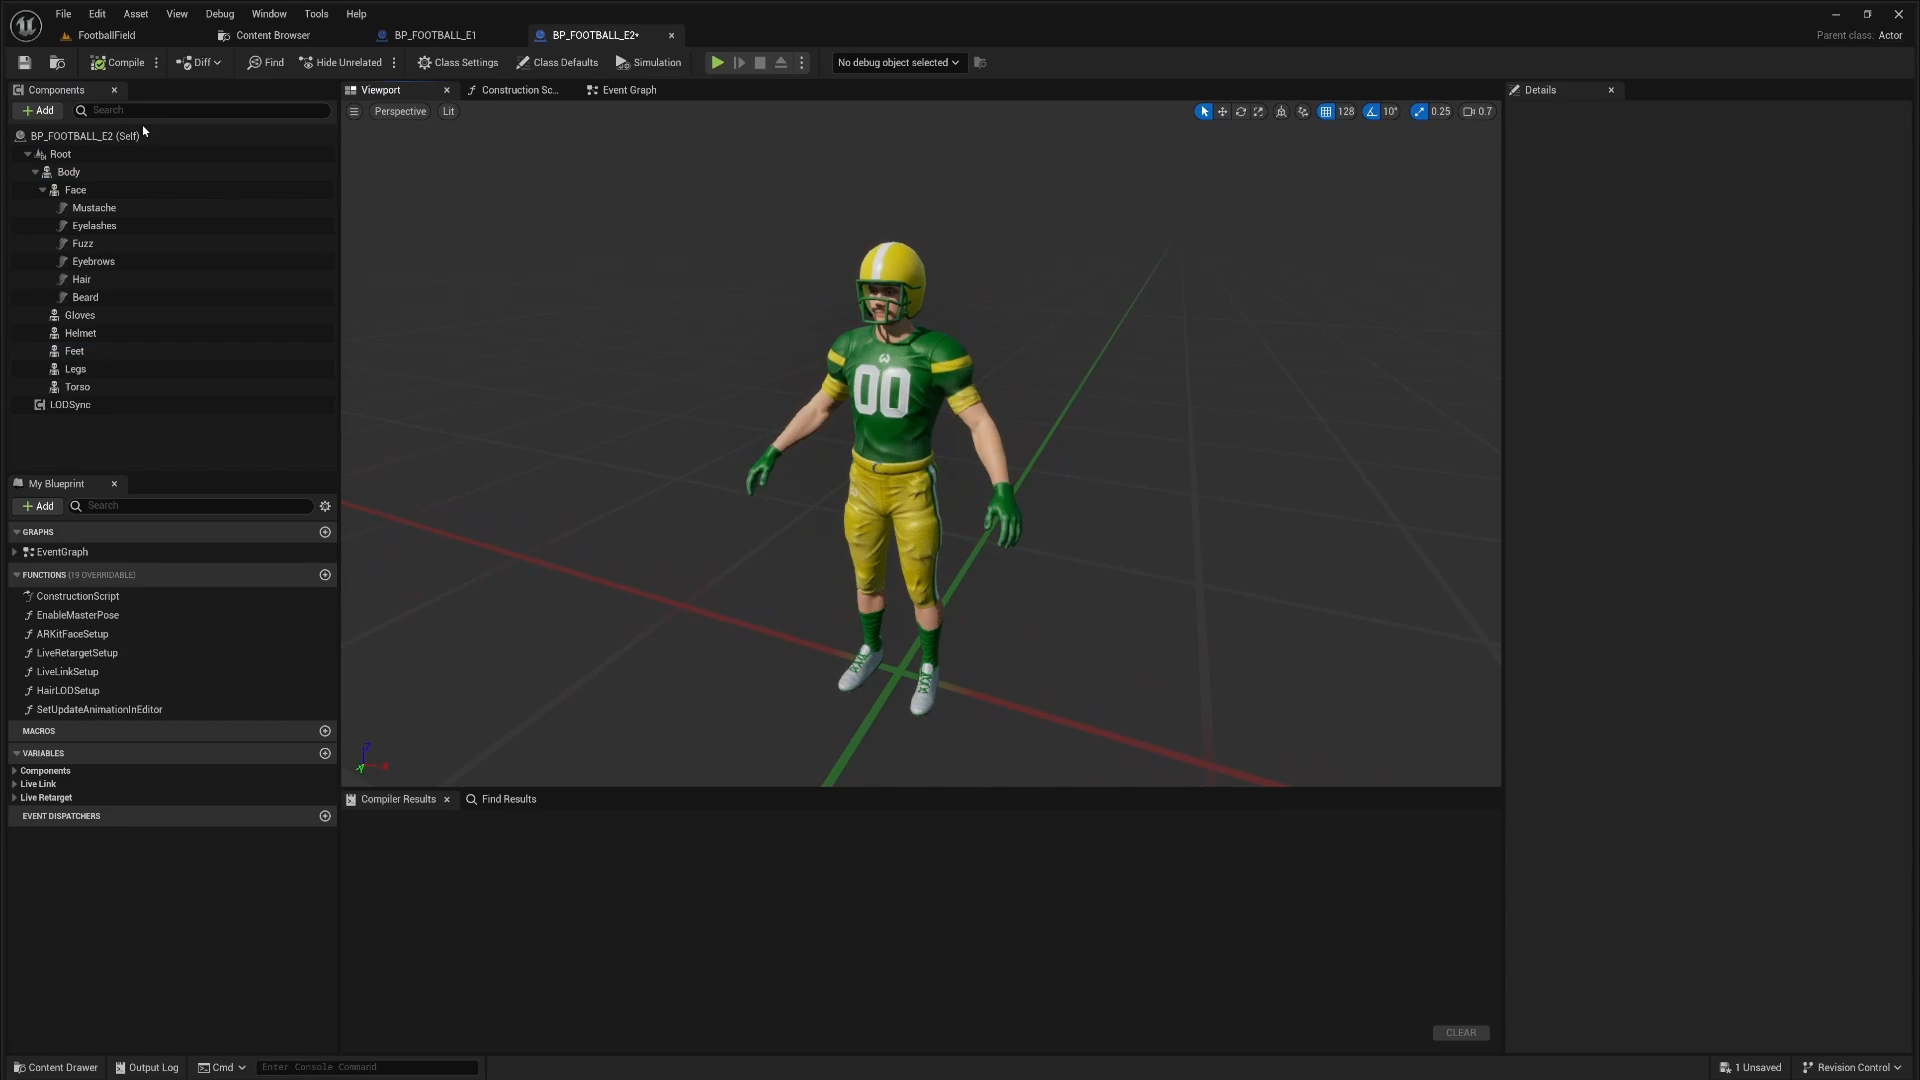 File Edit Asset View Debug Window Tools Help
FootballField Content Browser BP_FOOTBALL_E1 BP_FOOTBALL_E2*
Parent class: Actor
Compile Diff Find Hide Unrelated Class Settings Class Defaults Simulation No debug object selected
Components
Add Search
BP_FOOTBALL_E2 (Self)
Root
Body
Face
Mustache
Eyelashes
Fuzz
Eyebrows
Hair
Beard
Gloves
Helmet
Feet
Legs
Torso
LODSync
My Blueprint
Add Search
GRAPHS
EventGraph
FUNCTIONS (19 OVERRIDABLE)
ConstructionScript
EnableMasterPose
ARKitFaceSetup
LiveRetargetSetup
LiveLinkSetup
HairLODSetup
SetUpdateAnimationInEditor
MACROS
VARIABLES
Components
Live Link
Live Retarget
EVENT DISPATCHERS
Viewport Construction Sc... Event Graph
Perspective Lit
128 10° 0.25 0.7
00
Z
X
Y
Compiler Results Find Results
CLEAR
Details
Content Drawer Output Log Cmd Enter Console Command
1 Unsaved Revision Control